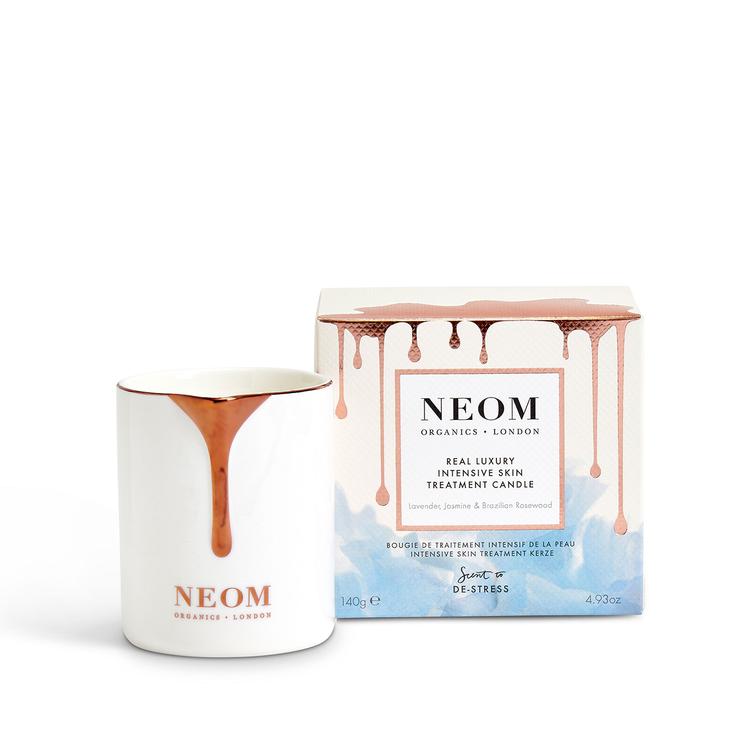 NEOM
ORGANICS • LONDON
NEOM
ORGANICS • LONDON
REAL LUXURY
INTENSIVE SKIN
TREATMENT CANDLE
Lavender, Jasmine & Brazilian Rosewood
BOUGIE DE TRAITEMENT INTENSIF DE LA PEAU
INTENSIVE SKIN TREATMENT KERZE
Scent to
DE-STRESS
140g ℮ 4.93oz